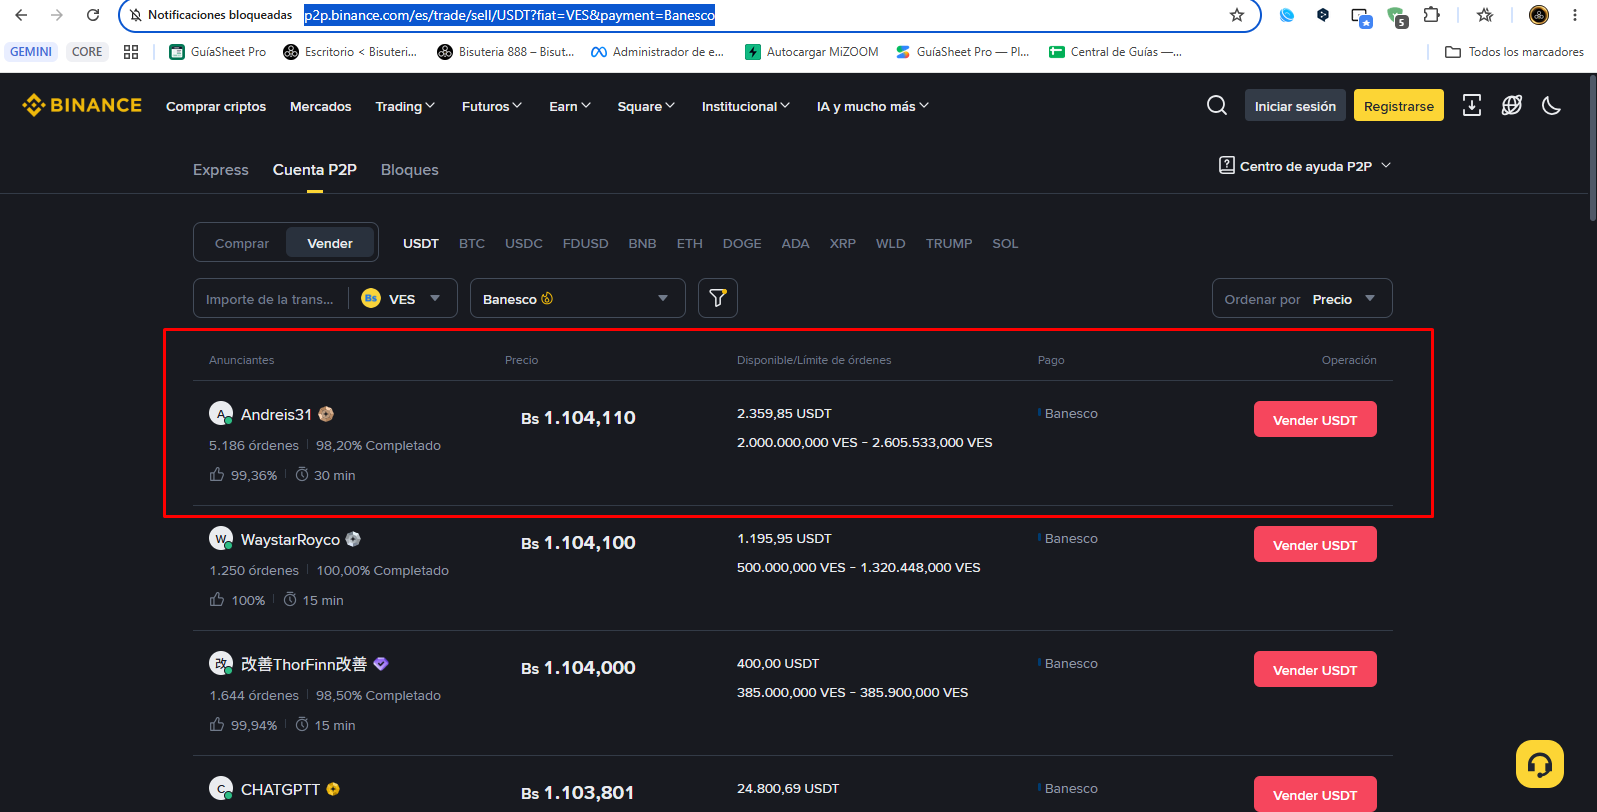 Notificaciones bloqueadas
p2p.binance.com/es/trade/sell/USDT?fiat=VES&payment=Banesco
5
GEMINI CORE GuíaSheet Pro Escritorio < Bisuteri... Bisuteria 888 – Bisut... Administrador de e... Autocargar MiZOOM GuíaSheet Pro — Pl... Central de Guías —... Todos los marcadores
BINANCE Comprar criptos Mercados Trading Futuros Earn Square Institucional IA y mucho más Iniciar sesión Registrarse
Express Cuenta P2P Bloques Centro de ayuda P2P
Comprar Vender USDT BTC USDC FDUSD BNB ETH DOGE ADA XRP WLD TRUMP SOL
Importe de la trans... Bs VES Banesco Ordenar por Precio
Anunciantes Precio Disponible/Límite de órdenes Pago Operación
A Andreis31 Bs 1.104,110 2.359,85 USDT Banesco Vender USDT
2.000.000,000 VES - 2.605.533,000 VES
5.186 órdenes 98,20% Completado
99,36% 30 min
W WaystarRoyco Bs 1.104,100 1.195,95 USDT Banesco Vender USDT
500.000,000 VES - 1.320.448,000 VES
1.250 órdenes 100,00% Completado
100% 15 min
改 改善ThorFinn改善 Bs 1.104,000 400,00 USDT Banesco Vender USDT
385.000,000 VES - 385.900,000 VES
1.644 órdenes 98,50% Completado
99,94% 15 min
C CHATGPTT Bs 1.103,801 24.800,69 USDT Banesco Vender USDT